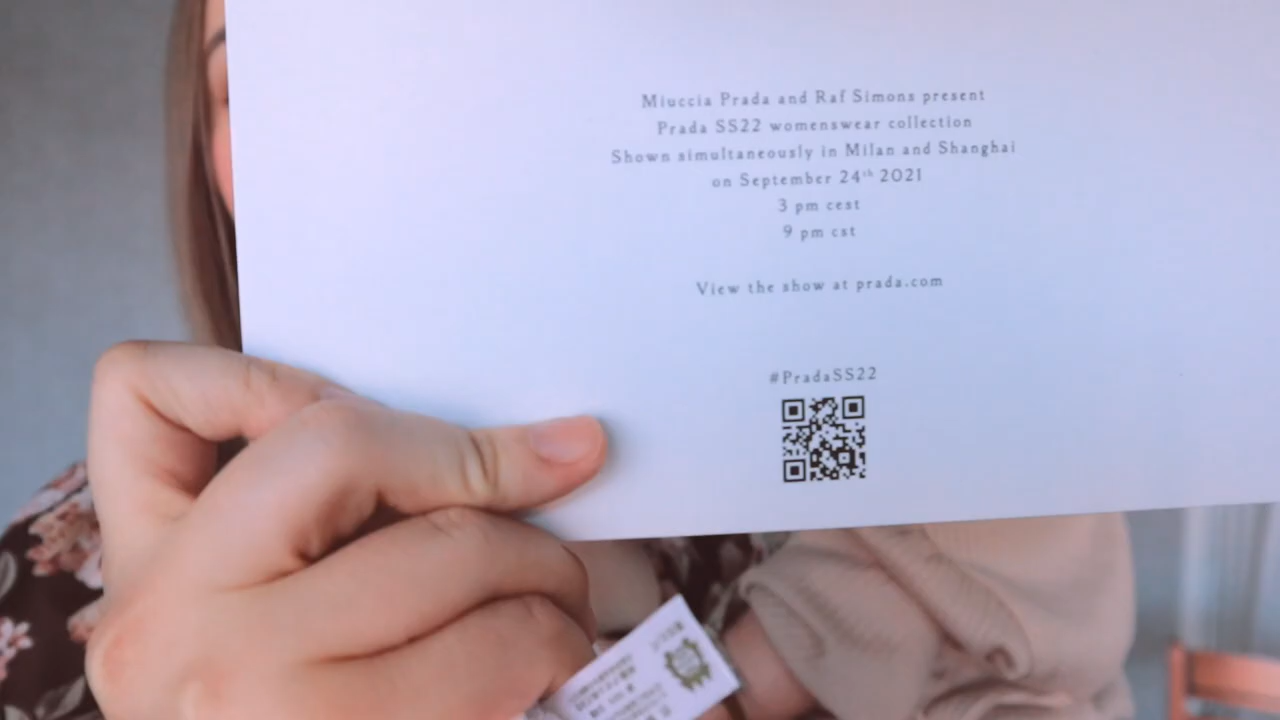 Miuccia Prada and Raf Simons present
Prada SS22 womenswear collection
Shown simultaneously in Milan and Shanghai
on September 24th 2021
3 pm cest
9 pm cst
View the show at prada.com
#PradaSS22